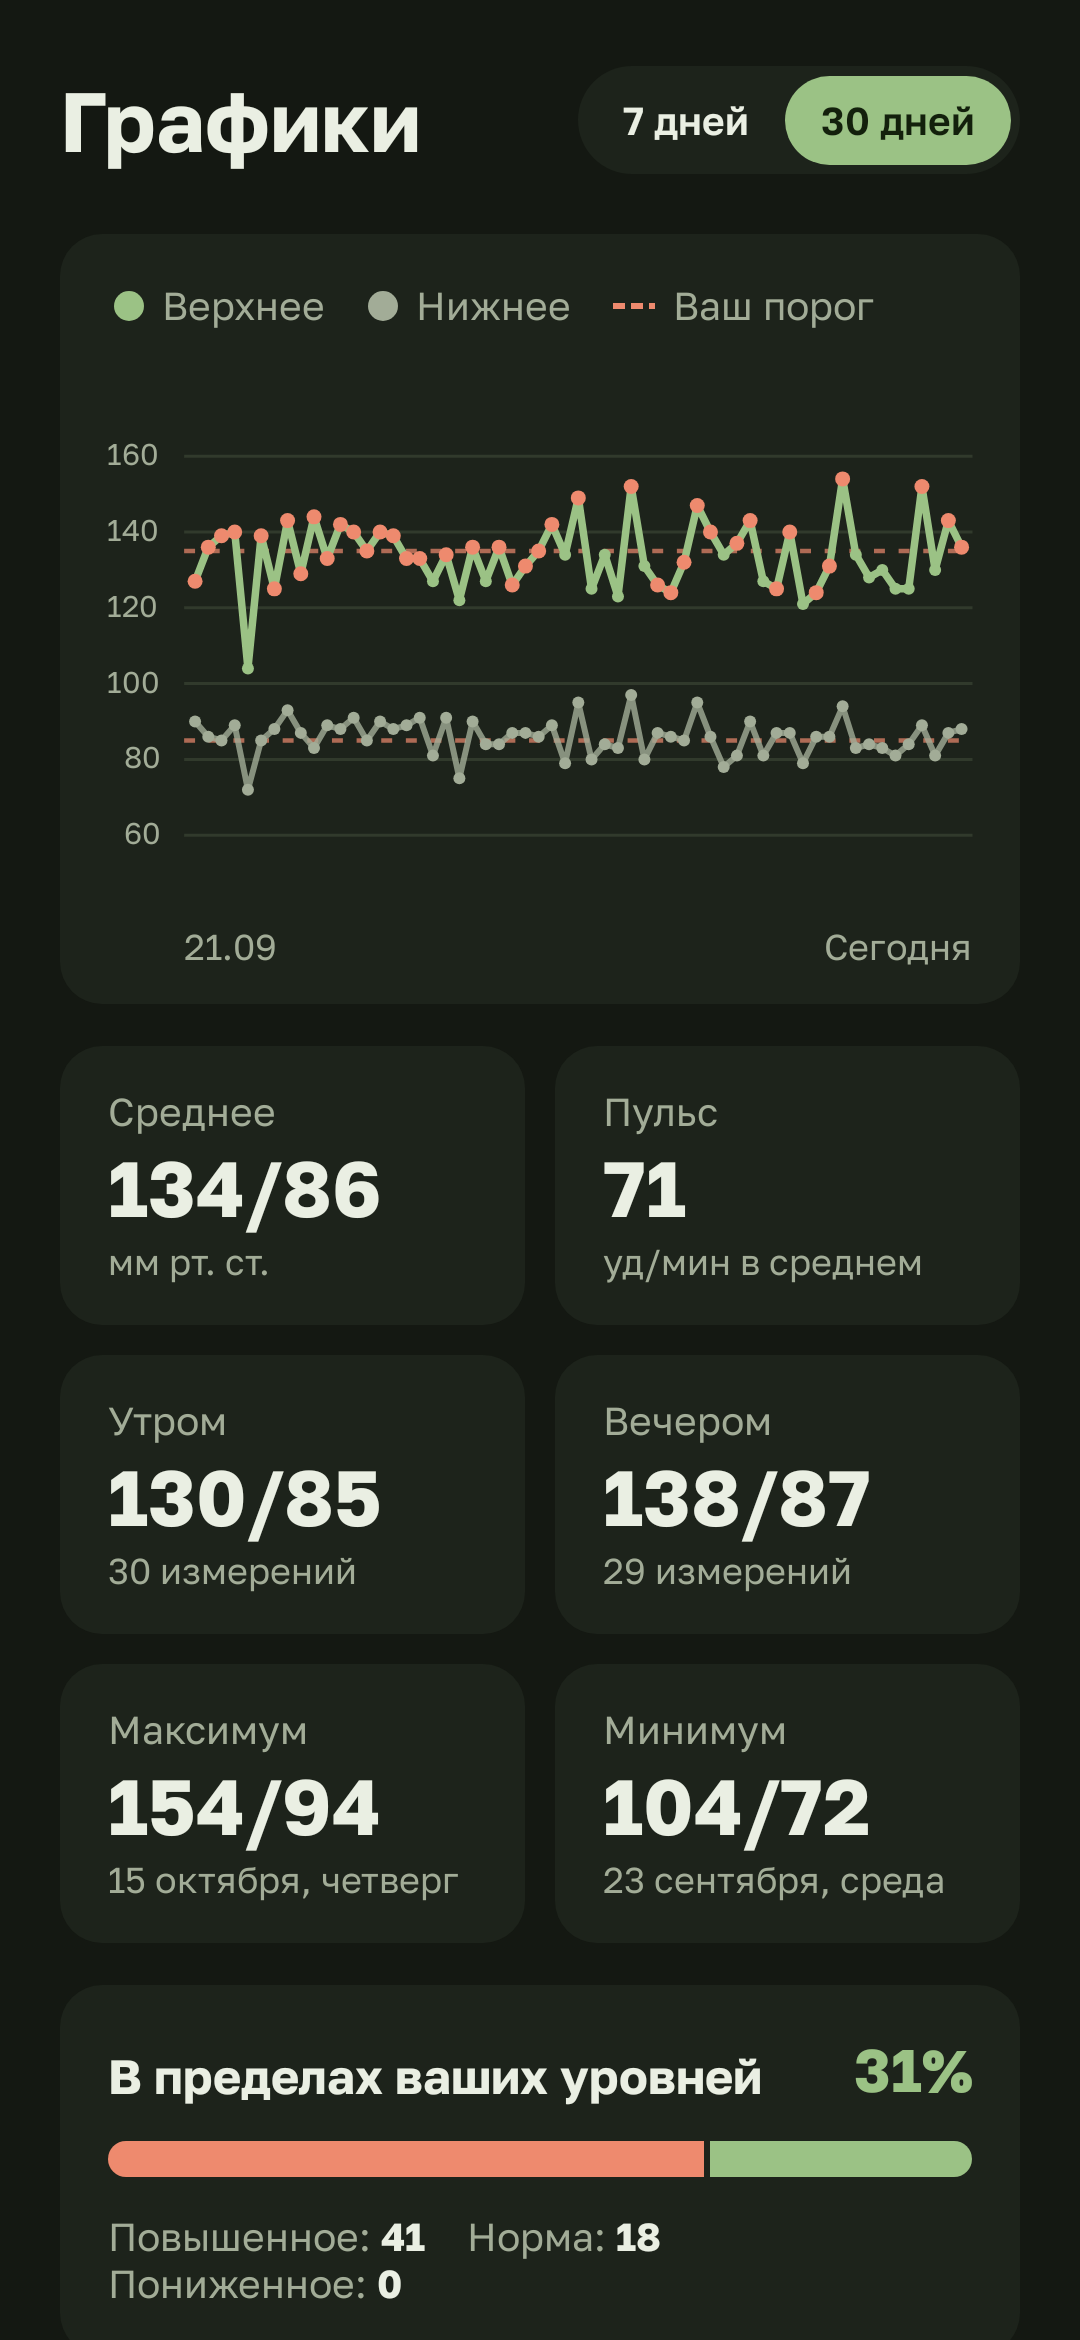 Графики
7 дней 30 дней
Верхнее Нижнее Ваш порог
160
140
120
100
80
60
21.09 Сегодня
Среднее
134/86
мм рт. ст.
Пульс
71
уд/мин в среднем
Утром
130/85
30 измерений
Вечером
138/87
29 измерений
Максимум
154/94
15 октября, четверг
Минимум
104/72
23 сентября, среда
В пределах ваших уровней 31%
Повышенное: 41 Норма: 18
Пониженное: 0